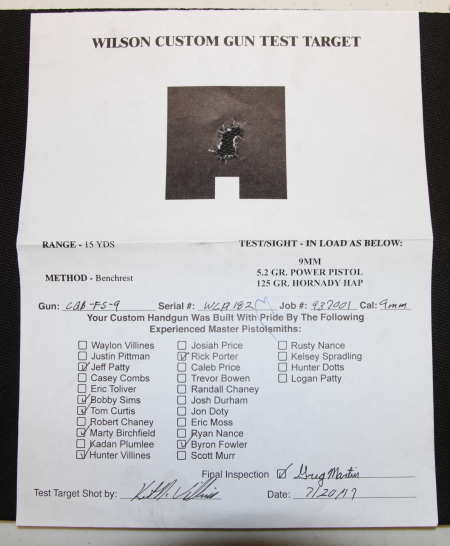 WILSON CUSTOM GUN TEST TARGET
RANGE - 15 YDS
TEST/SIGHT - IN LOAD AS BELOW:
9MM
5.2 GR. POWER PISTOL
METHOD - Benchrest
125 GR. HORNADY HAP
Gun: CQB-FS-9 Serial #: WCR182 Job #: 937001 Cal: 9mm
Your Custom Handgun Was Built With Pride By The Following
Experienced Master Pistolsmiths:
Waylon Villines
Justin Pittman
Jeff Patty
Casey Combs
Eric Toliver
Bobby Sims
Tom Curtis
Robert Chaney
Marty Birchfield
Kadan Plumlee
Hunter Villines
Josiah Price
Rick Porter
Caleb Price
Trevor Bowen
Randall Chaney
Josh Durham
Jon Doty
Eric Moss
Ryan Nance
Byron Fowler
Scott Murr
Rusty Nance
Kelsey Spradling
Hunter Dotts
Logan Patty
Final Inspection Greg Martin
Test Target Shot by: Date: 7/20/17